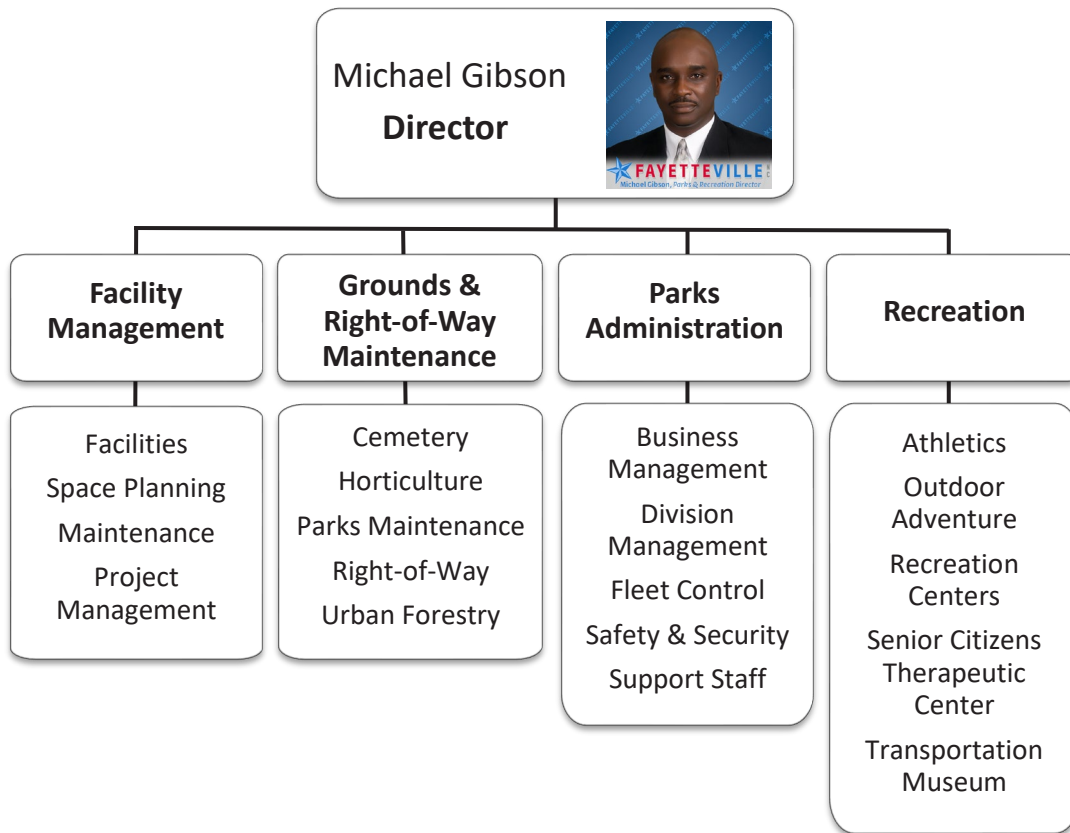 Michael Gibson
Director
FAYETTEVILLE
Michael Gibson, Parks & Recreation Director
Facility
Management
Grounds &
Right-of-Way
Maintenance
Parks
Administration
Recreation
Facilities
Space Planning
Maintenance
Project
Management
Cemetery
Horticulture
Parks Maintenance
Right-of-Way
Urban Forestry
Business
Management
Division
Management
Fleet Control
Safety & Security
Support Staff
Athletics
Outdoor
Adventure
Recreation
Centers
Senior Citizens
Therapeutic
Center
Transportation
Museum